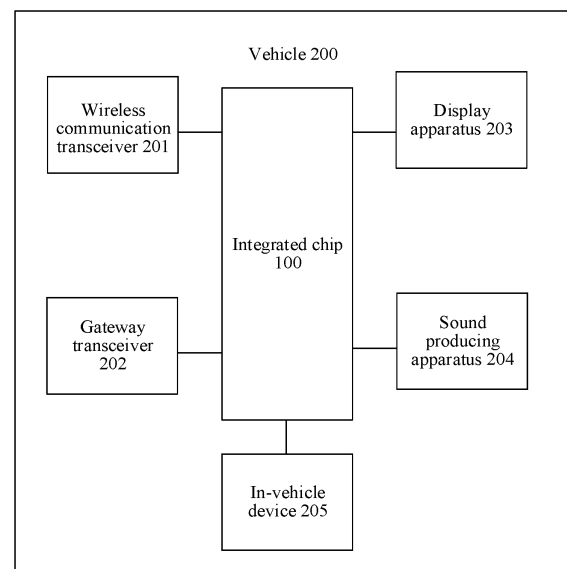 Vehicle 200
Wireless
communication
transceiver 201
Display
apparatus 203
Integrated chip
100
Gateway
transceiver
202
Sound
producing
apparatus 204
In-vehicle
device 205